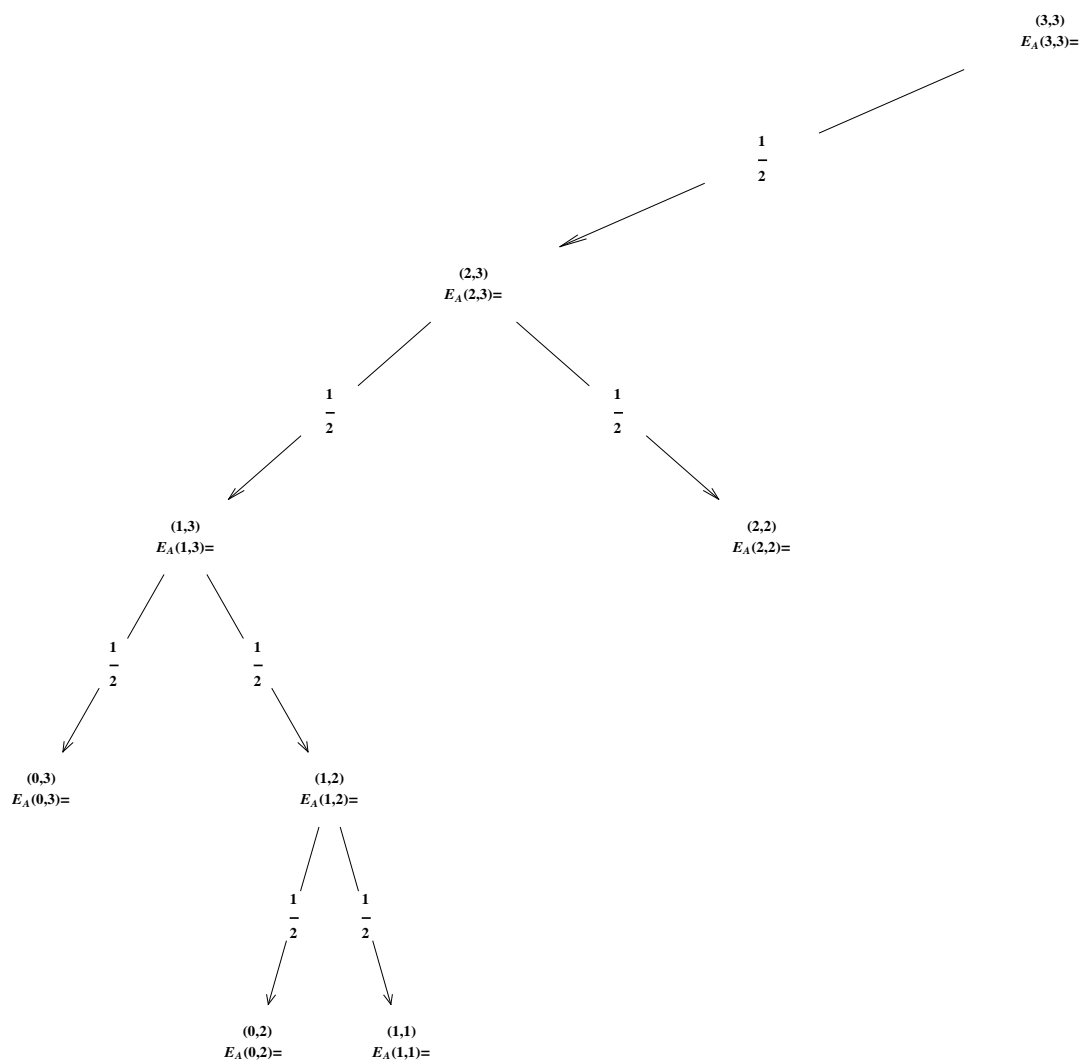 (3,3)
E_A(3,3)=
1
2
(2,3)
E_A(2,3)=
1
2
1
2
(1,3)
E_A(1,3)=
(2,2)
E_A(2,2)=
1
2
1
2
(0,3)
E_A(0,3)=
(1,2)
E_A(1,2)=
1
2
1
2
(0,2)
E_A(0,2)=
(1,1)
E_A(1,1)=